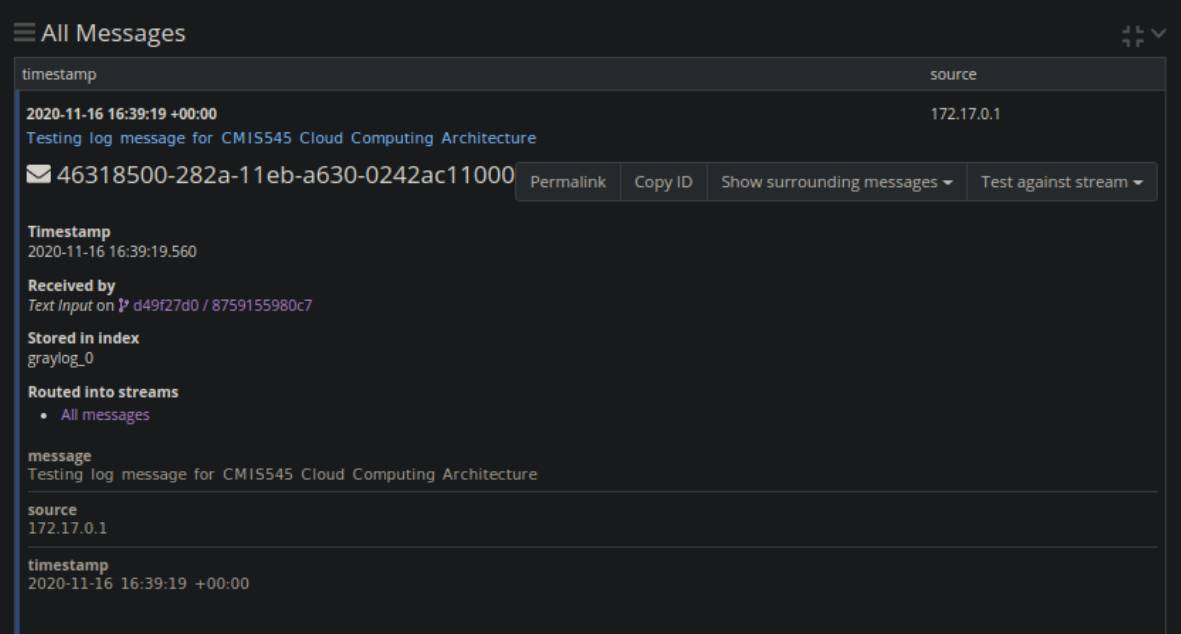 All Messages
timestamp source
2020-11-16 16:39:19 +00:00 172.17.0.1
Testing log message for CMIS545 Cloud Computing Architecture
46318500-282a-11eb-a630-0242ac11000 Permalink Copy ID Show surrounding messages Test against stream
Timestamp
2020-11-16 16:39:19.560
Received by
Text Input on d49f27d0 / 8759155980c7
Stored in index
graylog_0
Routed into streams
• All messages
message
Testing log message for CMIS545 Cloud Computing Architecture
source
172.17.0.1
timestamp
2020-11-16 16:39:19 +00:00